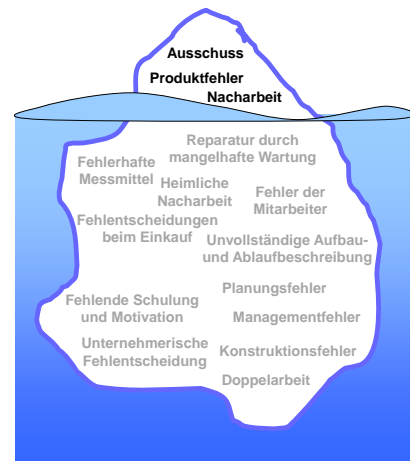 Ausschuss
Produktfehler
Nacharbeit
Reparatur durch
mangelhafte Wartung
Fehlerhafte
Messmittel
Heimliche
Nacharbeit
Fehler der
Mitarbeiter
Fehlentscheidungen
beim Einkauf
Unvollständige Aufbau-
und Ablaufbeschreibung
Planungsfehler
Fehlende Schulung
und Motivation
Managementfehler
Unternehmerische
Fehlentscheidung
Konstruktionsfehler
Doppelarbeit